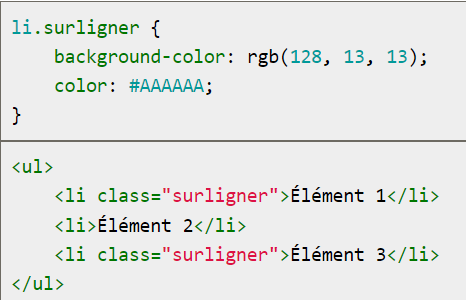 li.surligner {
    background-color: rgb(128, 13, 13);
    color: #AAAAAA;
}
<ul>
    <li class="surligner">Élément 1</li>
    <li>Élément 2</li>
    <li class="surligner">Élément 3</li>
</ul>